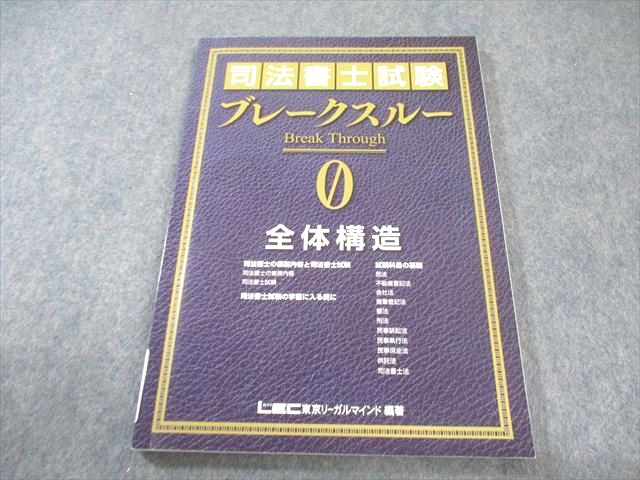 司法書士試験
ブレークスルー
Break Through
0
全体構造
司法書士の業務内容と司法書士試験
司法書士の業務内容
司法書士試験
司法書士試験の学習に入る前に
試験科目の基礎
民法
不動産登記法
会社法
商業登記法
憲法
刑法
民事訴訟法
民事執行法
民事保全法
供託法
司法書士法
LEC東京リーガルマインド 編著